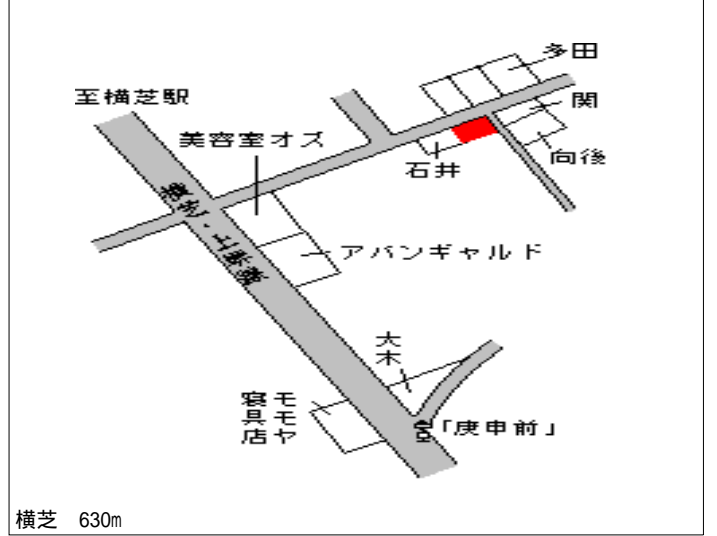 多田
至横芝駅
関
美容室オズ
向後
石井
アバンギャルド
大木
寝具店
モモヤ
「庚申前」
横芝 630m